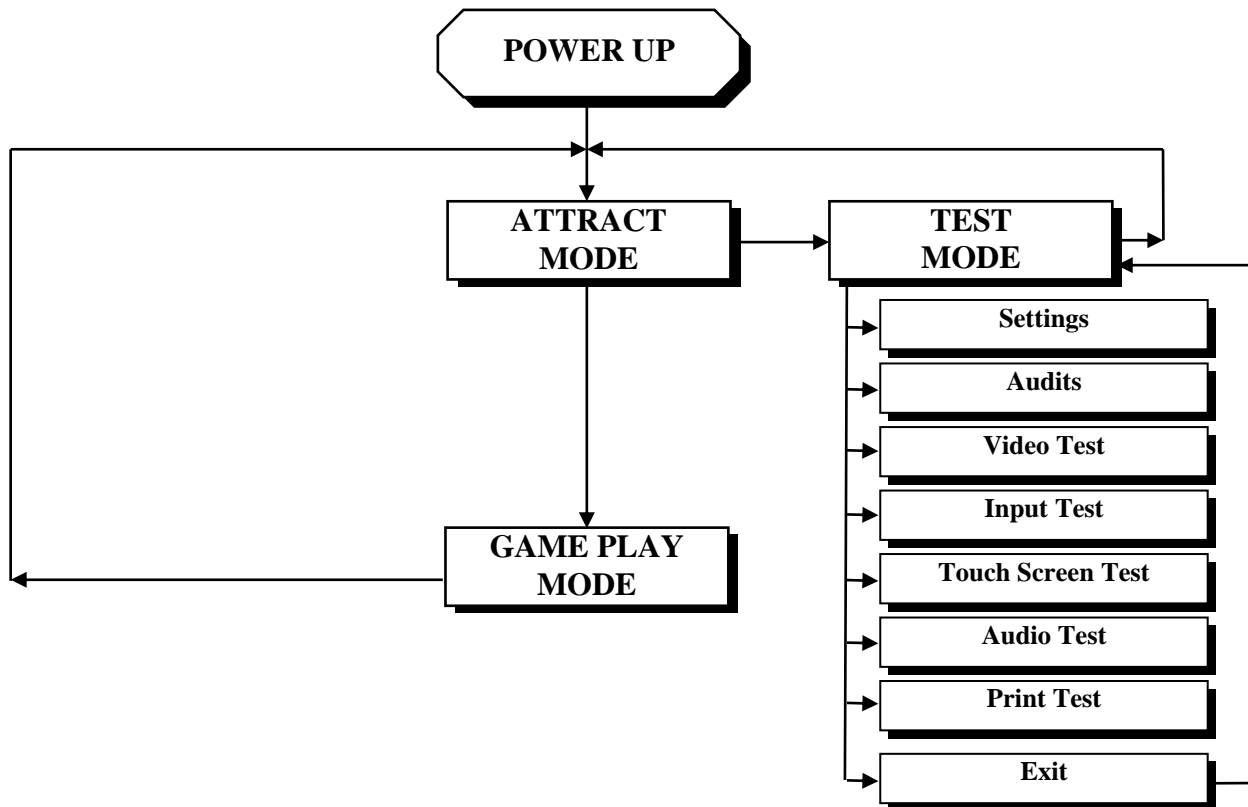 POWER UP
ATTRACT
MODE
TEST
MODE
Settings
Audits
Video Test
Input Test
Touch Screen Test
Audio Test
Print Test
Exit
GAME PLAY
MODE